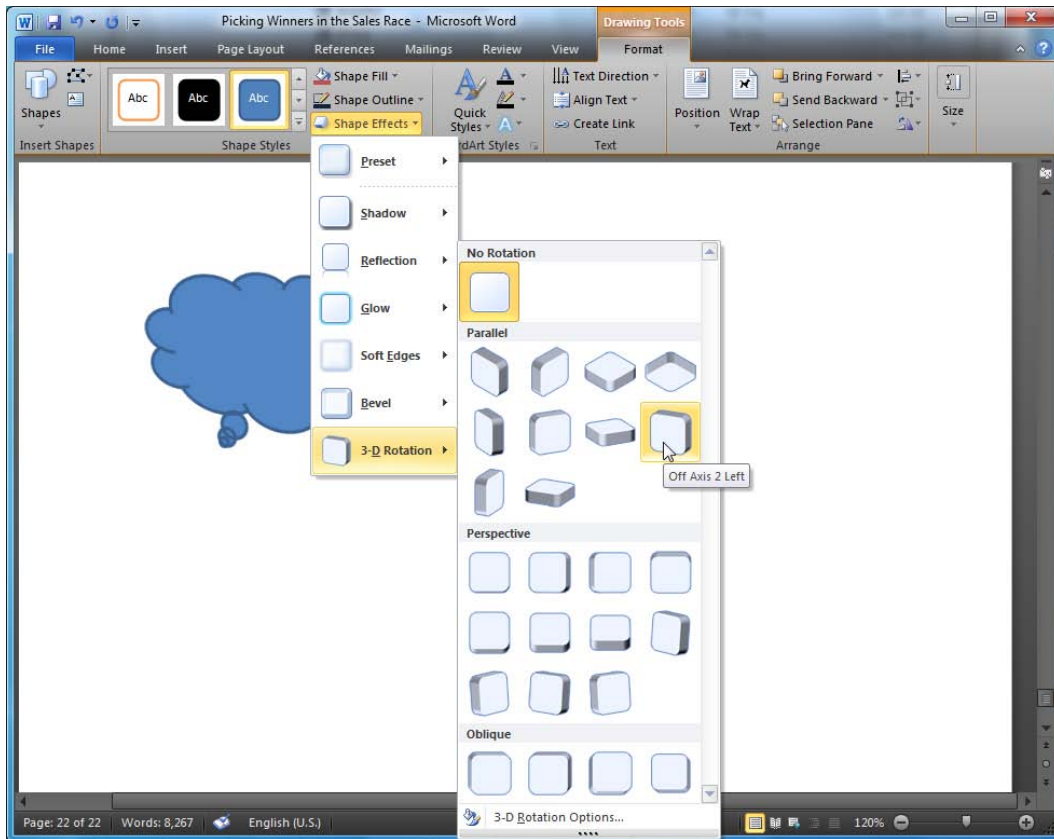 Picking Winners in the Sales Race - Microsoft Word
Drawing Tools
File Home Insert Page Layout References Mailings Review View Format
Shapes
Abc Abc Abc
Shape Fill
Shape Outline
Shape Effects
Quick
Styles
Text Direction
Align Text
Create Link
Position
Wrap
Text
Bring Forward
Send Backward
Selection Pane
Size
Insert Shapes
Shape Styles
rdArt Styles
Text
Arrange
Preset
Shadow
Reflection
Glow
Soft Edges
Bevel
3-D Rotation
No Rotation
Parallel
Off Axis 2 Left
Perspective
Oblique
3-D Rotation Options...
Page: 22 of 22 Words: 8,267 English (U.S.) 120%